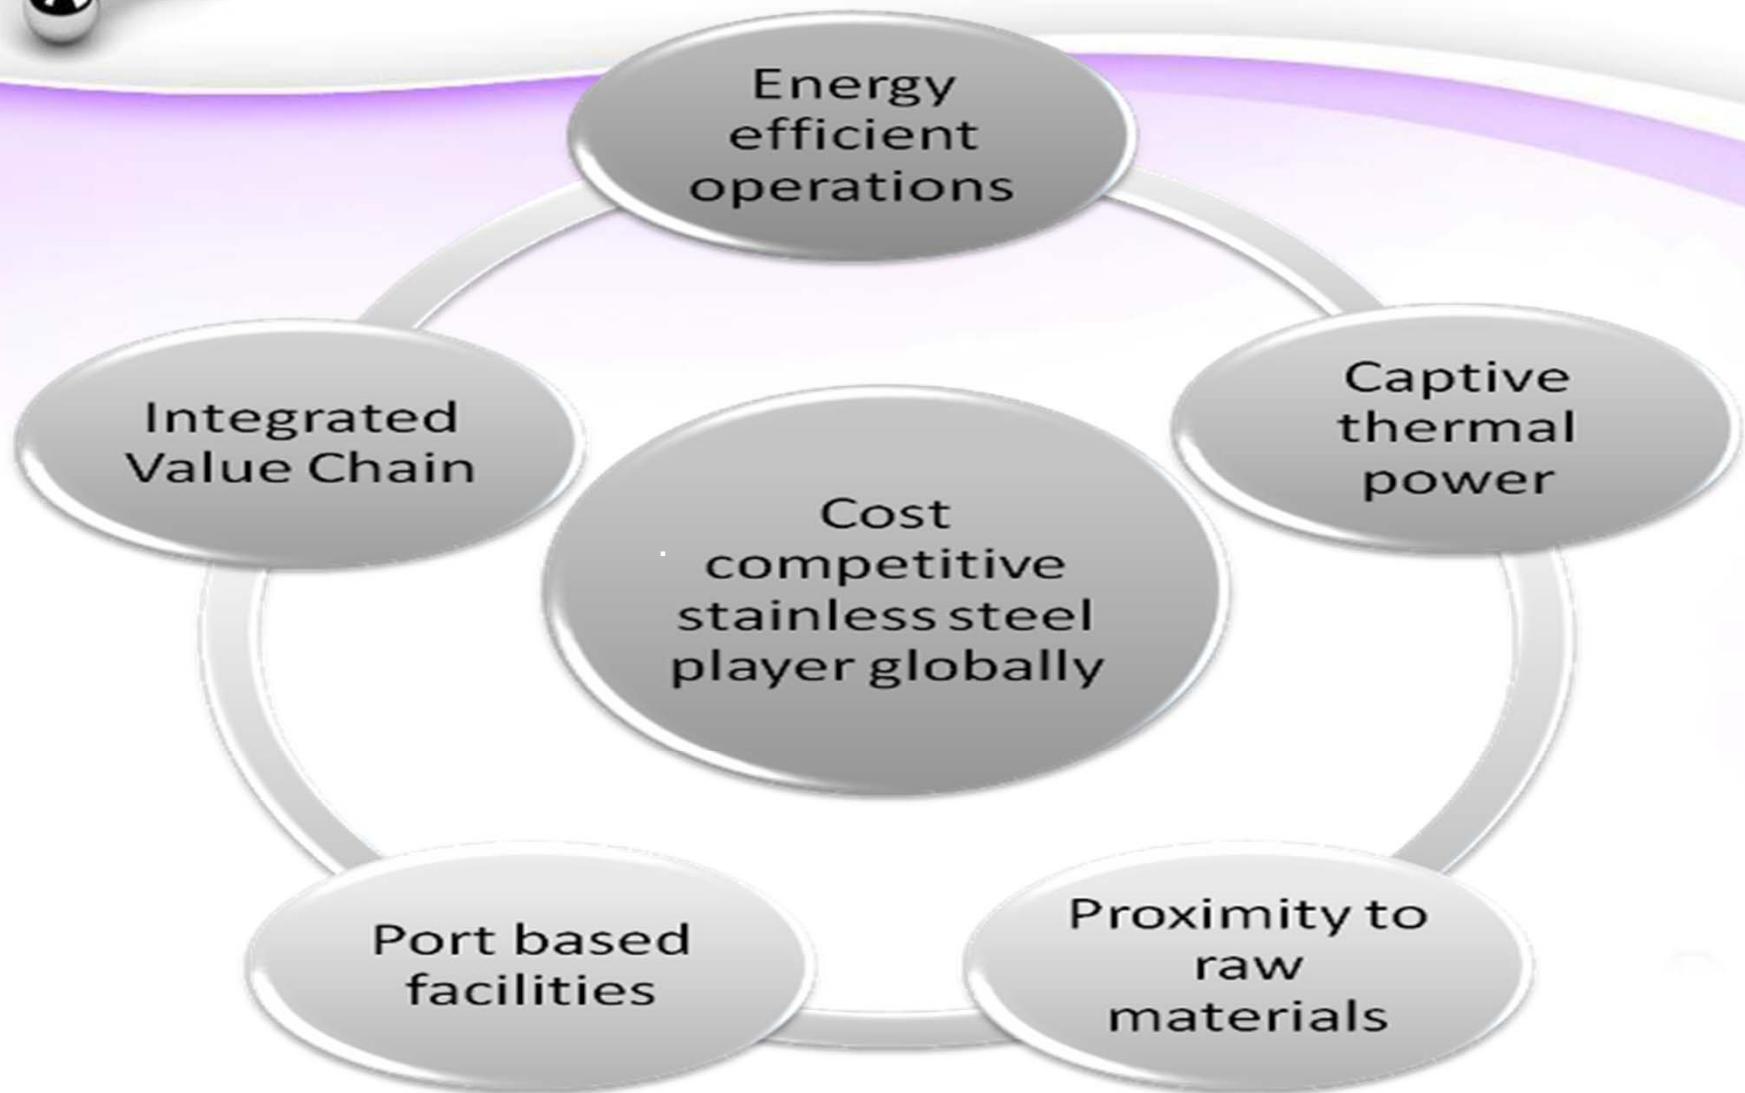 Energy
efficient
operations
Captive
thermal
power
Integrated
Value Chain
Cost
competitive
stainless steel
player globally
Port based
facilities
Proximity to
raw
materials